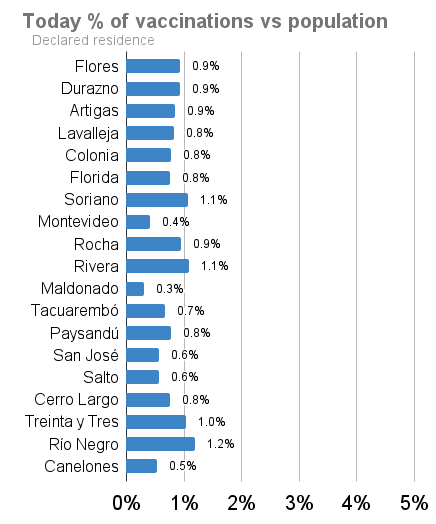 Today % of vaccinations vs population
Declared residence
Flores 0.9%
Durazno 0.9%
Artigas 0.9%
Lavalleja 0.8%
Colonia 0.8%
Florida 0.8%
Soriano 1.1%
Montevideo 0.4%
Rocha 0.9%
Rivera 1.1%
Maldonado 0.3%
Tacuarembó 0.7%
Paysandú 0.8%
San José 0.6%
Salto 0.6%
Cerro Largo 0.8%
Treinta y Tres 1.0%
Río Negro 1.2%
Canelones 0.5%
0% 1% 2% 3% 4% 5%